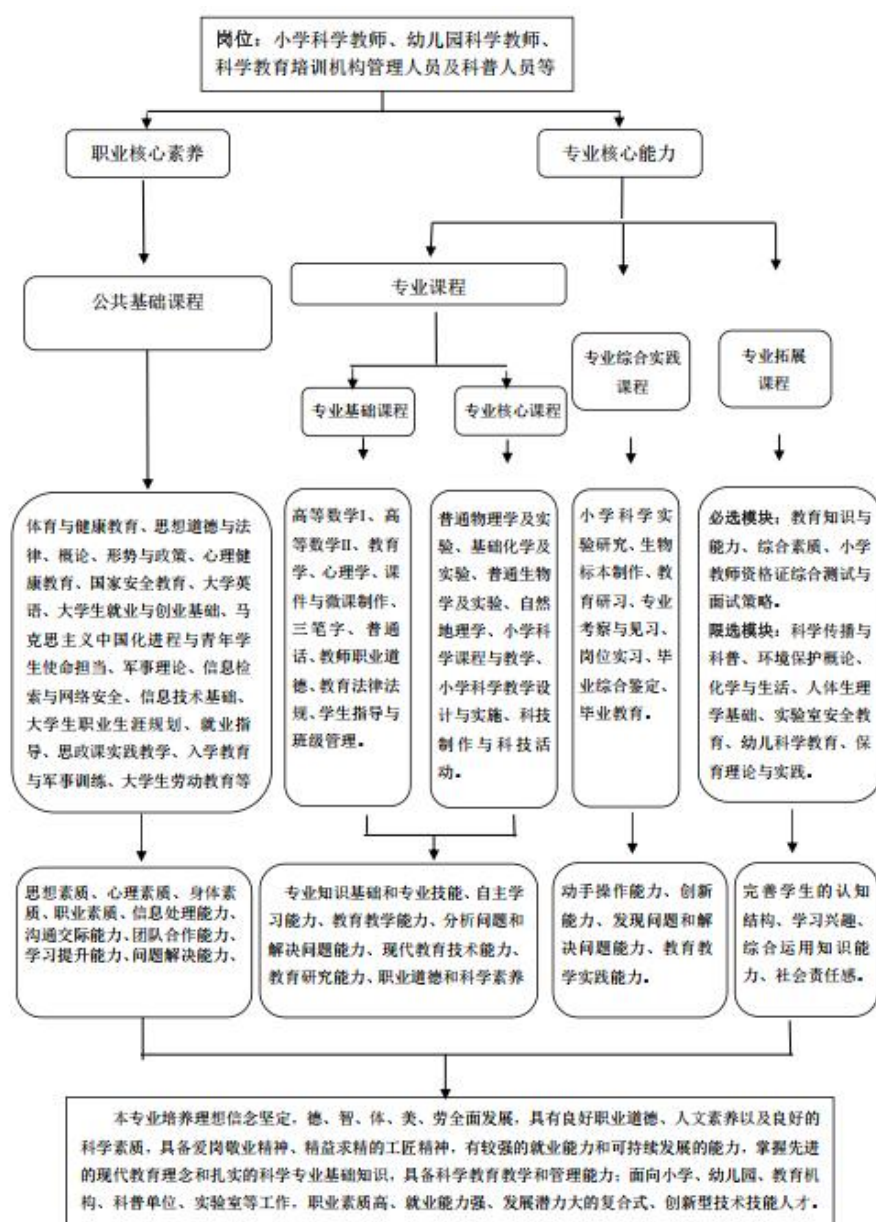 岗位：小学科学教师、幼儿园科学教师、
科学教育培训机构管理人员及科普人员等
职业核心素养
专业核心能力
公共基础课程
专业课程
专业综合实践
课程
专业拓展
课程
专业基础课程
专业核心课程
体育与健康教育、思想道德与法
律、概论、形势与政策、心理健
康教育、国家安全教育、大学英
语、大学生就业与创业基础、马
克思主义中国化进程与青年学
生使命担当、军事理论、信息检
索与网络安全、信息技术基础、
大学生职业生涯规划、就业指
导、思政课实践教学、入学教育
与军事训练、大学生劳动教育等
高等数学I、高
等数学II、教育
学、心理学、课
件与微课制作、
三笔字、普通
话、教师职业道
德、教育法律法
规、学生指导与
班级管理。
普通物理学及实
验、基础化学及
实验、普通生物
学及实验、自然
地理学、小学科
学课程与教学、
小学科学教学设
计与实施、科技
制作与科技活
动。
小学科学实
验研究、生物
标本制作、教
育研习、专业
考察与见习、
岗位实习、毕
业综合鉴定、
毕业教育。
必选模块：教育知识与
能力、综合素质、小学
教师资格证综合测试与
面试策略。
限选模块：科学传播与
科普、环境保护概论、
化学与生活、人体生理
学基础、实验室安全教
育、幼儿科学教育、保
育理论与实践。
思想素质、心理素质、身体素
质、职业素质、信息处理能力、
沟通交际能力、团队合作能力、
学习提升能力、问题解决能力、
专业知识基础和专业技能、自主学
习能力、教育教学能力、分析问题和
解决问题能力、现代教育技术能力、
教育研究能力、职业道德和科学素养
动手操作能力、创新
能力、发现问题和解
决问题能力、教育教
学实践能力。
完善学生的认知
结构、学习兴趣、
综合运用知识能
力、社会责任感。
本专业培养理想信念坚定，德、智、体、美、劳全面发展，具有良好职业道德、人文素养以及良好的
科学素质，具备爱岗敬业精神、精益求精的工匠精神，有较强的就业能力和可持续发展的能力，掌握先进
的现代教育理念和扎实的科学专业基础知识，具备科学教育教学和管理能力；面向小学、幼儿园、教育机
构、科普单位、实验室等工作，职业素质高、就业能力强、发展潜力大的复合式、创新型技术技能人才。